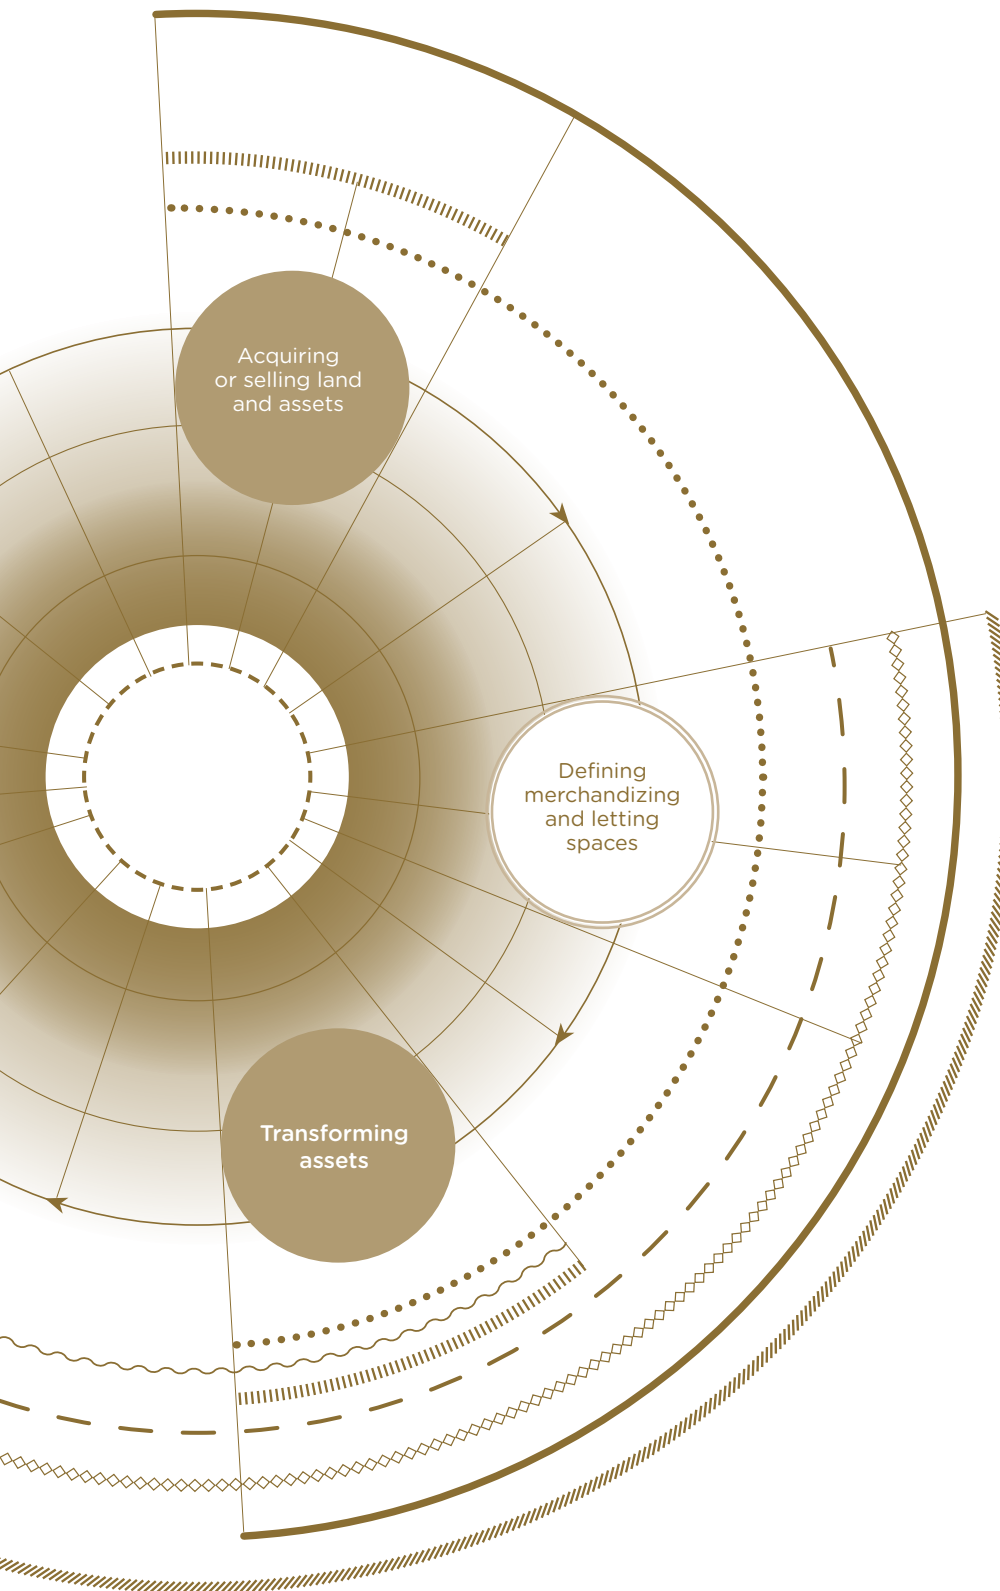 Acquiring
or selling land
and assets
Defining
merchandizing
and letting
spaces
Transforming
assets